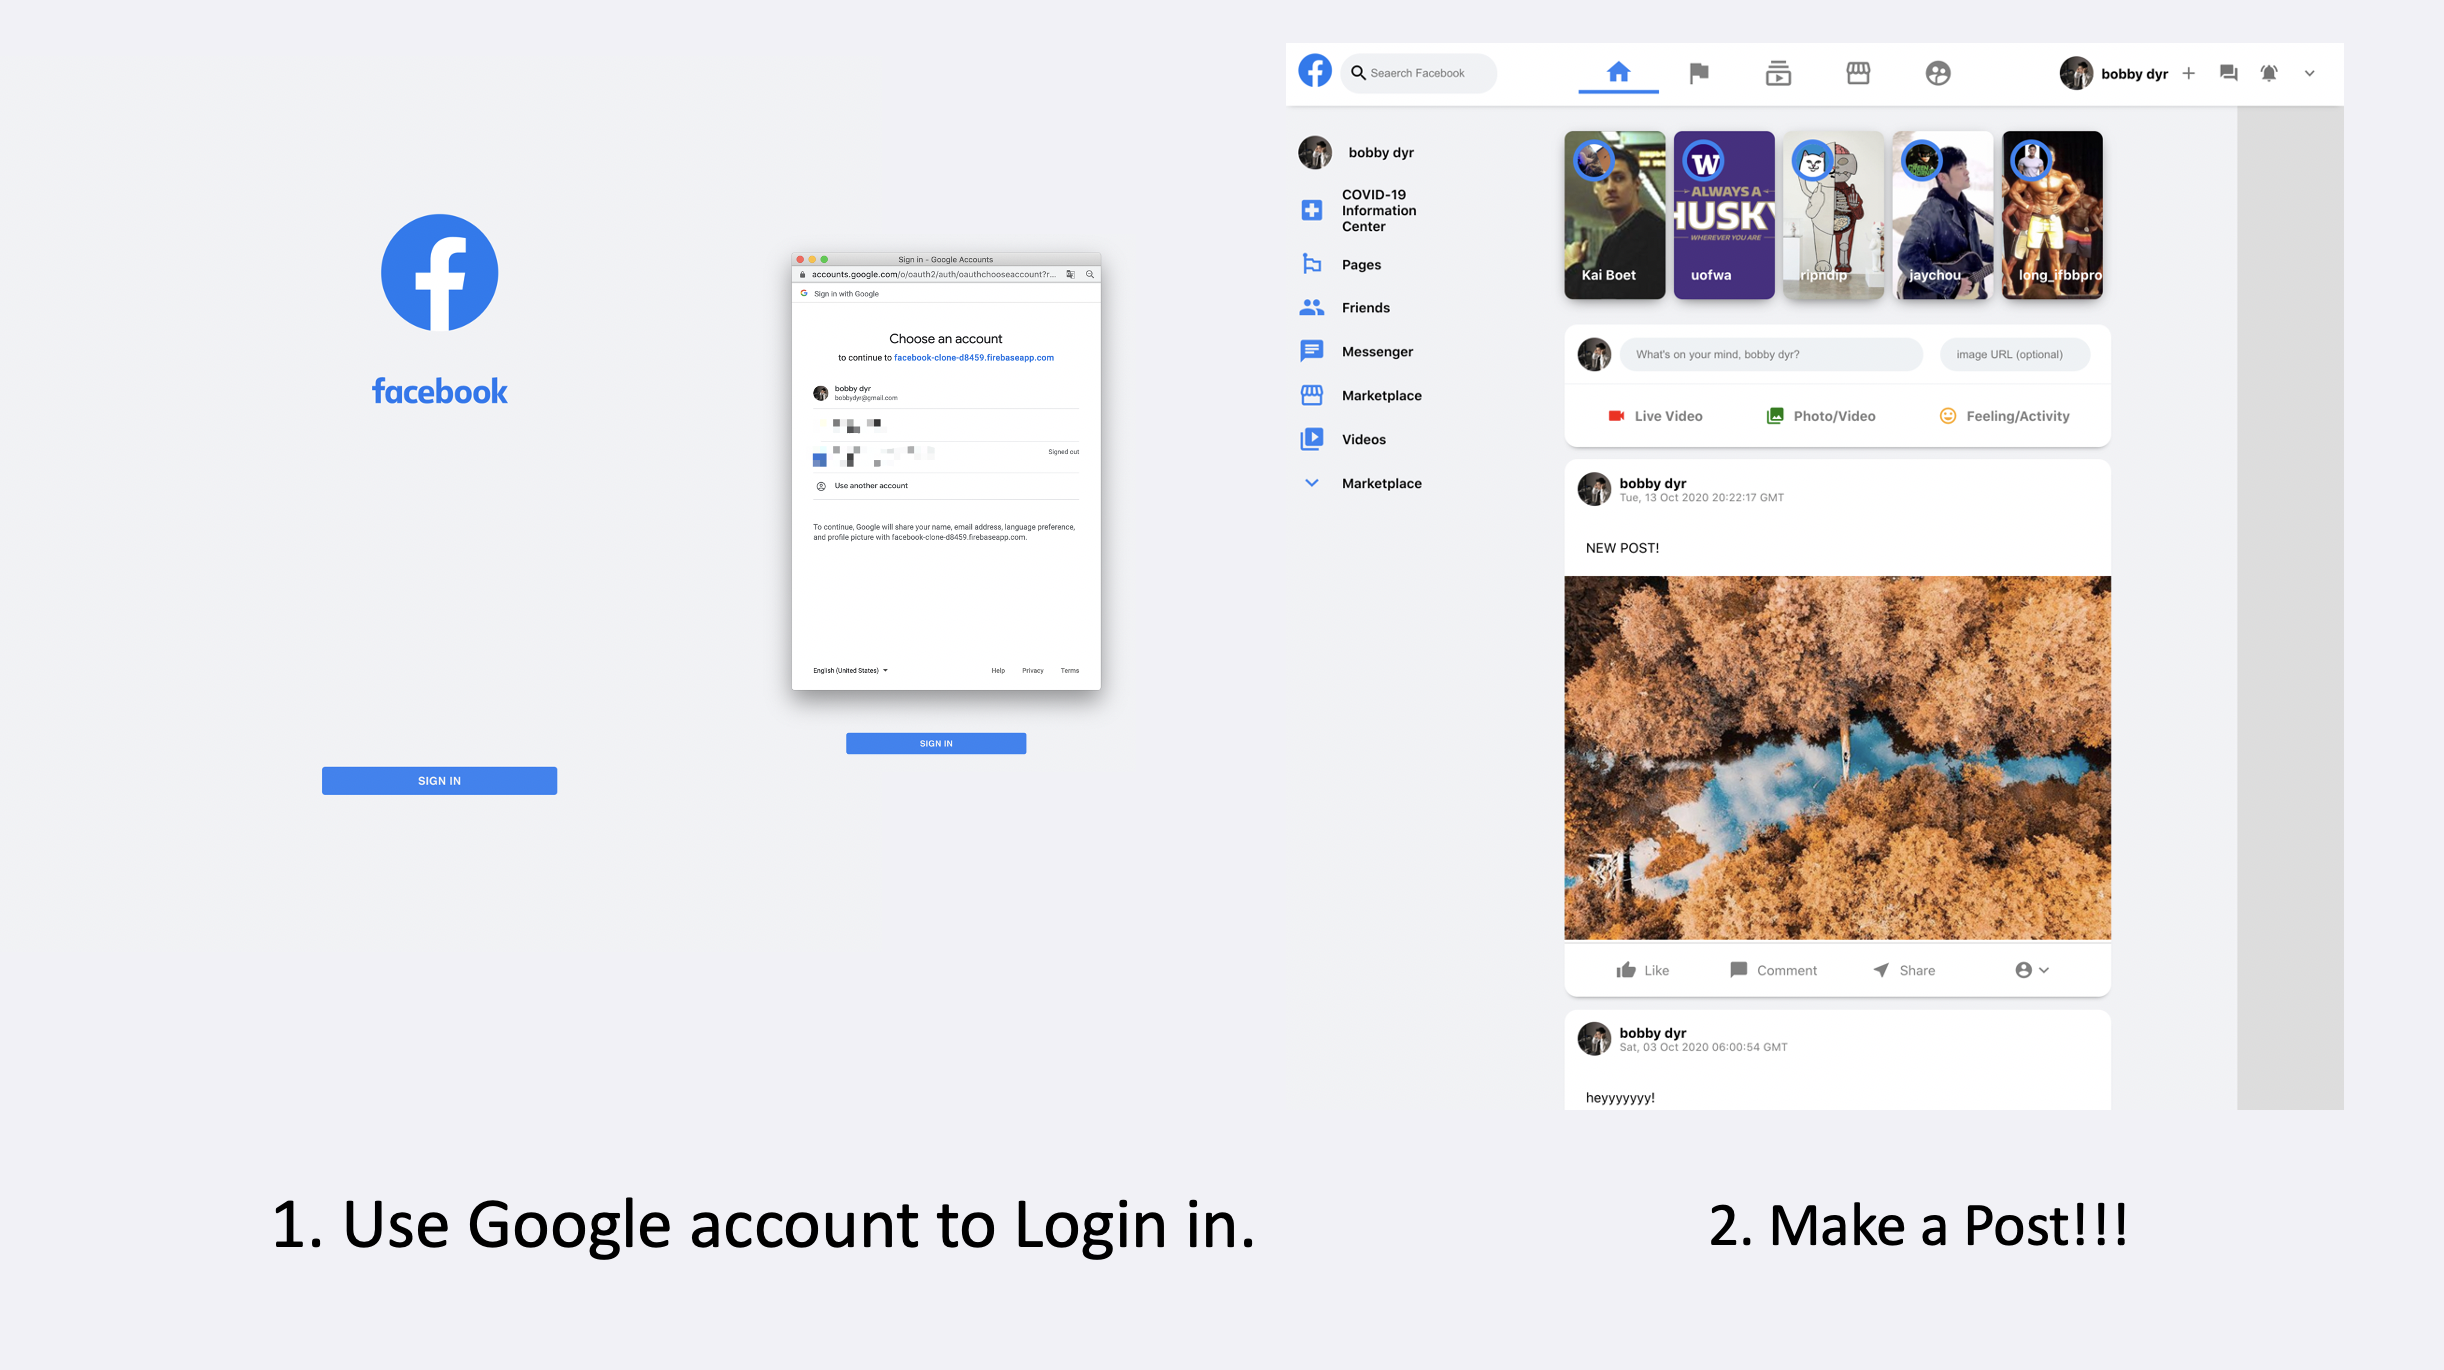 facebook
SIGN IN
Sign in - Google Accounts
accounts.google.com/o/oauth2/auth/oauthchooseaccount?r...
Sign in with Google
Choose an account
to continue to facebook-clone-d8459.firebaseapp.com
bobby dyr
bobbydyr@gmail.com
Signed out
Use another account
To continue, Google will share your name, email address, language preference,
and profile picture with facebook-clone-d8459.firebaseapp.com.
English (United States)
Help Privacy Terms
SIGN IN
1. Use Google account to Login in.
Seaerch Facebook
bobby dyr
bobby dyr
COVID-19
Information
Center
Pages
Friends
Messenger
Marketplace
Videos
Marketplace
Kai Boet
W
ALWAYS A
HUSKY
WHEREVER YOU ARE
uofwa
ripndip
jaychou
long_ifbbpro
What's on your mind, bobby dyr?
image URL (optional)
Live Video
Photo/Video
Feeling/Activity
bobby dyr
Tue, 13 Oct 2020 20:22:17 GMT
NEW POST!
Like
Comment
Share
bobby dyr
Sat, 03 Oct 2020 06:00:54 GMT
heyyyyyyy!
2. Make a Post!!!